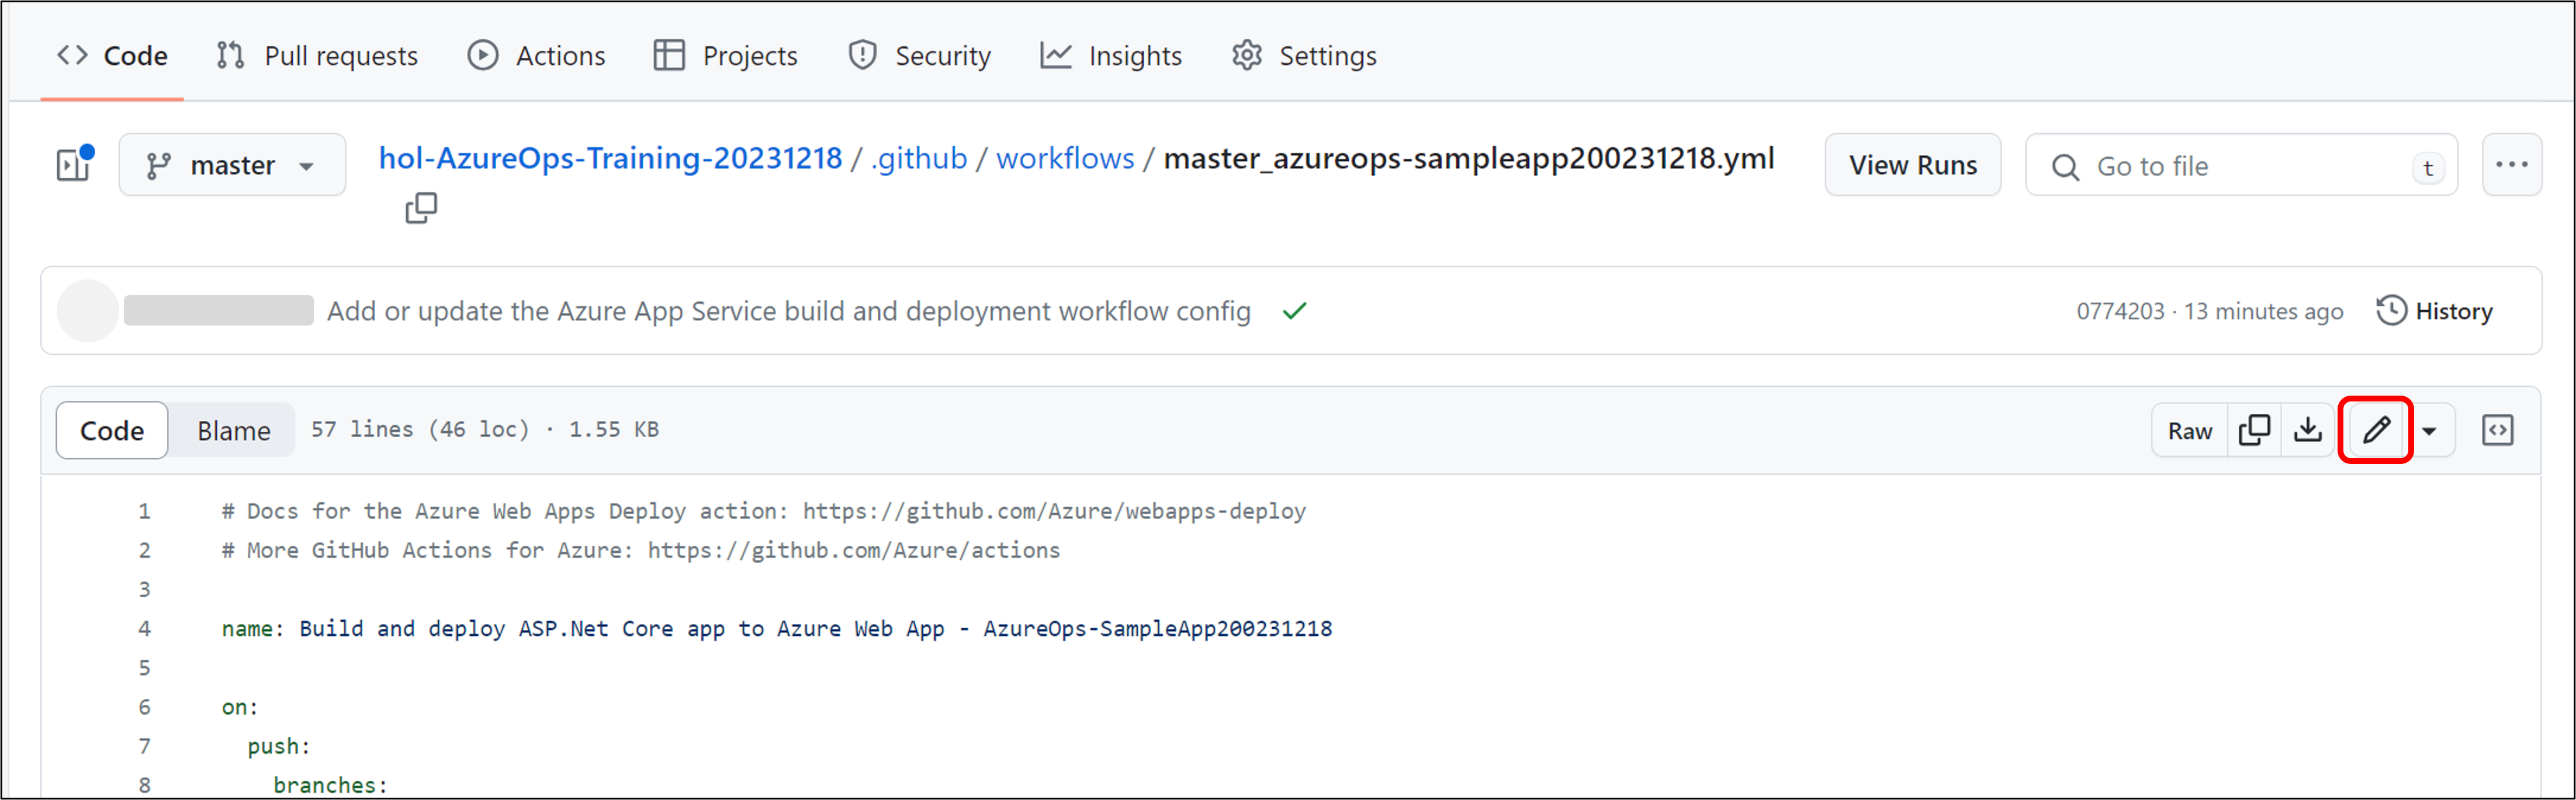 Code Pull requests Actions Projects Security Insights Settings
master hol-AzureOps-Training-20231218 / .github / workflows / master_azureops-sampleapp200231218.yml View Runs Go to file t ...
Add or update the Azure App Service build and deployment workflow config 0774203 · 13 minutes ago History
Code Blame 57 lines (46 loc) · 1.55 KB Raw
1 # Docs for the Azure Web Apps Deploy action: https://github.com/Azure/webapps-deploy
2 # More GitHub Actions for Azure: https://github.com/Azure/actions
3
4 name: Build and deploy ASP.Net Core app to Azure Web App - AzureOps-SampleApp200231218
5
6 on:
7 push:
8 branches: